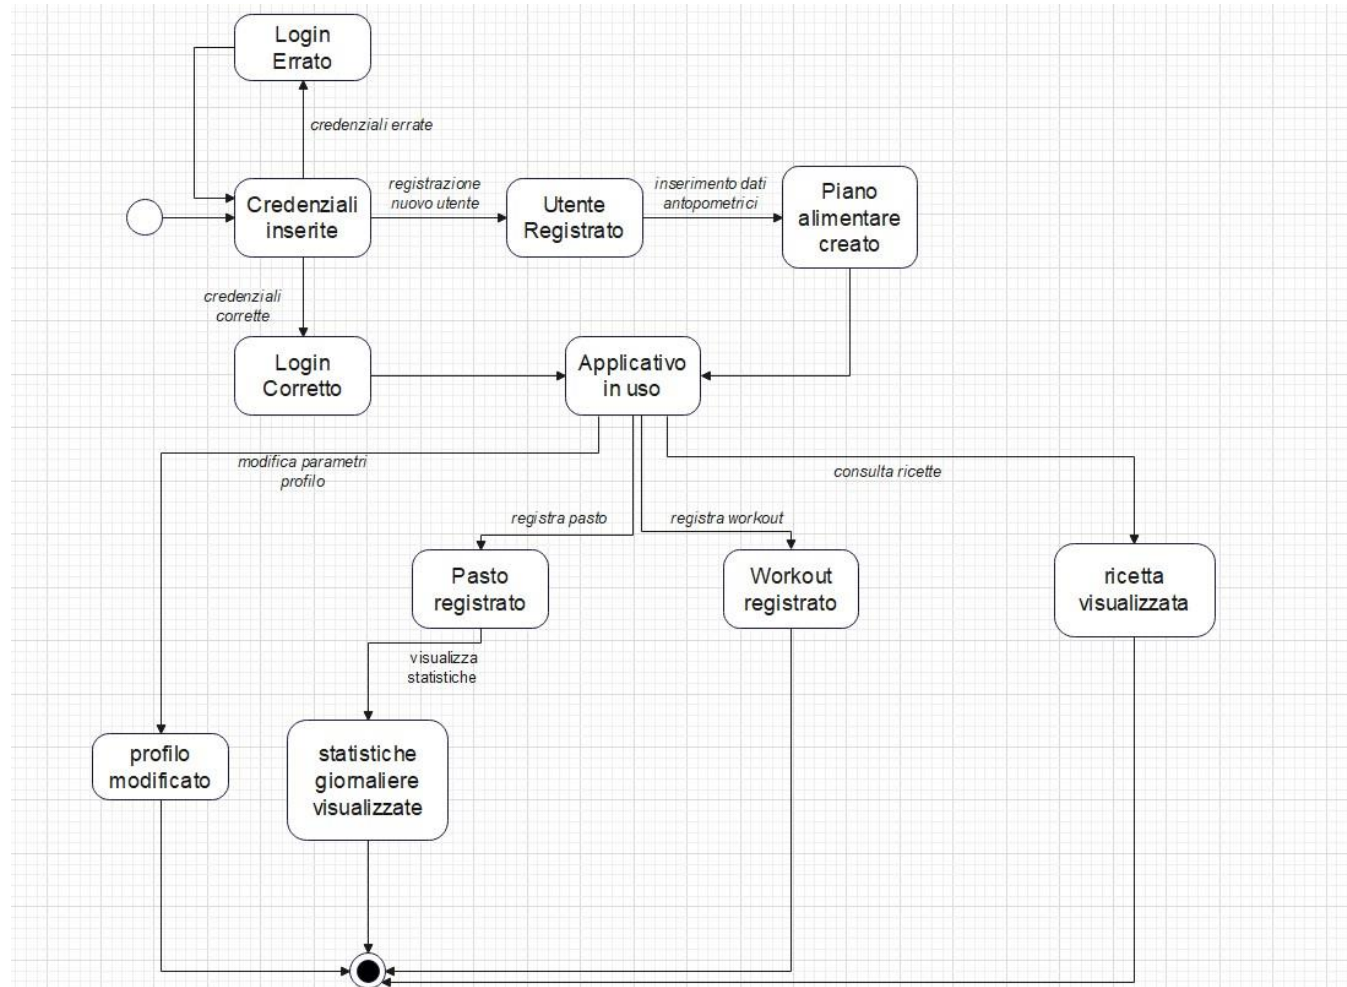 Login
Errato
credenziali errate
Credenziali
inserite
registrazione
nuovo utente
Utente
Registrato
inserimento dati
antopometrici
Piano
alimentare
creato
credenziali
corrette
Login
Corretto
Applicativo
in uso
modifica parametri
profilo
consulta ricette
registra pasto
registra workout
Pasto
registrato
Workout
registrato
ricetta
visualizzata
visualizza
statistiche
profilo
modificato
statistiche
giornaliere
visualizzate